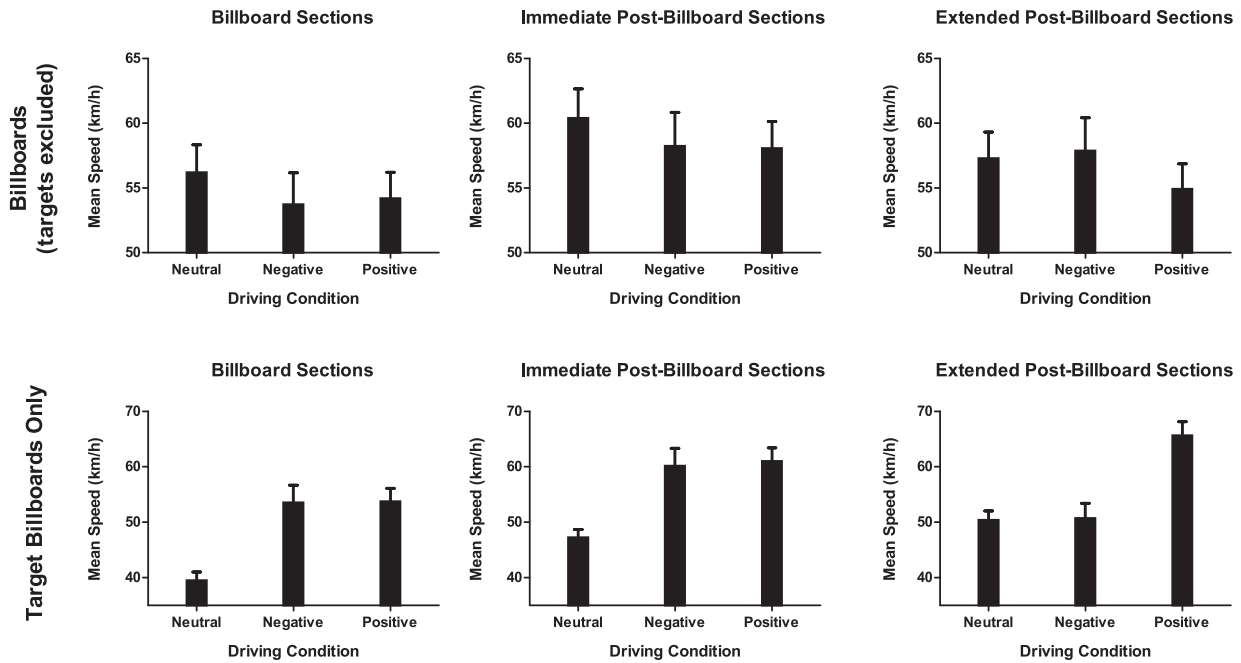 Billboards
(targets excluded)
Billboard Sections
Mean Speed (km/h)
65
60
55
50
Neutral Negative Positive
Driving Condition
Immediate Post-Billboard Sections
Mean Speed (km/h)
65
60
55
50
Neutral Negative Positive
Driving Condition
Extended Post-Billboard Sections
Mean Speed (km/h)
65
60
55
50
Neutral Negative Positive
Driving Condition
Target Billboards Only
Billboard Sections
Mean Speed (km/h)
70
60
50
40
Neutral Negative Positive
Driving Condition
Immediate Post-Billboard Sections
Mean Speed (km/h)
70
60
50
40
Neutral Negative Positive
Driving Condition
Extended Post-Billboard Sections
Mean Speed (km/h)
70
60
50
40
Neutral Negative Positive
Driving Condition